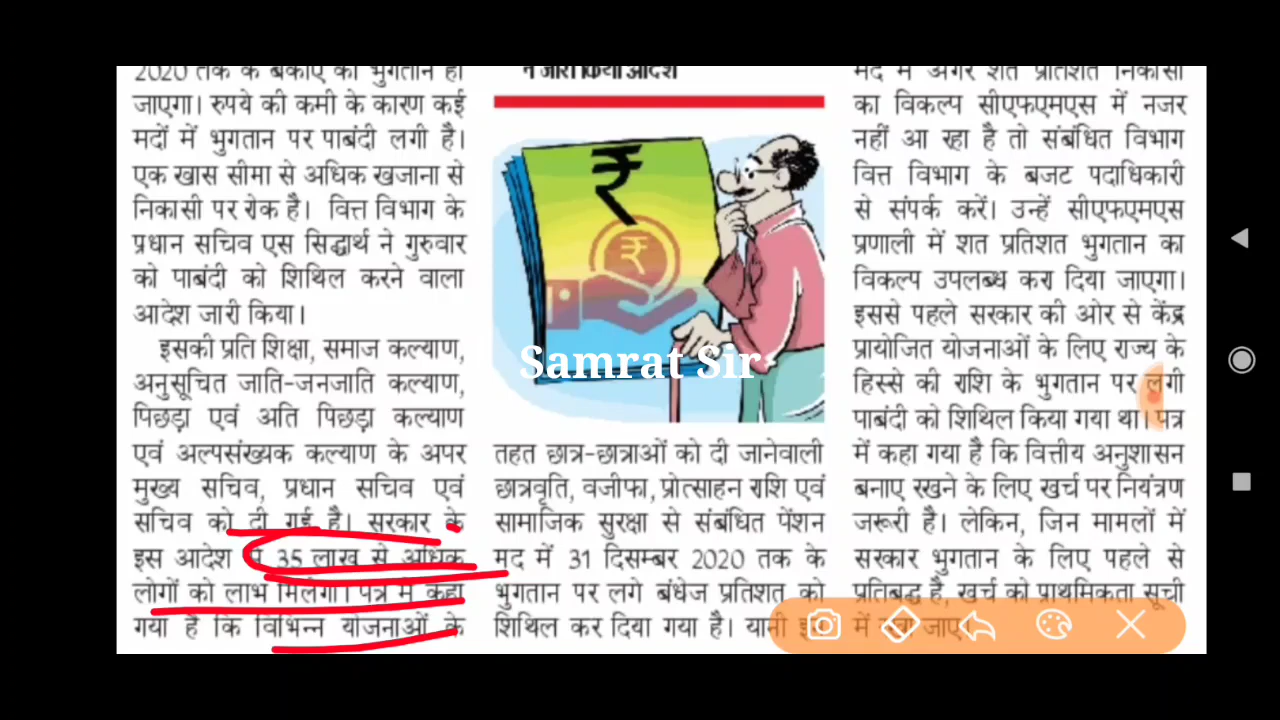 2020 तक के बकाए का भुगतान हो
जाएगा। रुपये की कमी के कारण कई
मदों में भुगतान पर पाबंदी लगी है।
एक खास सीमा से अधिक खजाना से
निकासी पर रोक है। वित्त विभाग के
प्रधान सचिव एस सिद्धार्थ ने गुरुवार
को पाबंदी को शिथिल करने वाला
आदेश जारी किया।
इसकी प्रति शिक्षा, समाज कल्याण,
अनुसूचित जाति-जनजाति कल्याण,
पिछड़ा एवं अति पिछड़ा कल्याण
एवं अल्पसंख्यक कल्याण के अपर
मुख्य सचिव, प्रधान सचिव एवं
सचिव को दी गई है। सरकार के
इस आदेश से 35 लाख से अधिक
लोगों को लाभ मिलेगा। पत्र में कहा
गया है कि विभिन्न योजनाओं के
ने जारी किया आदेश
₹
₹
Samrat Sir
तहत छात्र-छात्राओं को दी जानेवाली
छात्रवृति, वजीफा, प्रोत्साहन राशि एवं
सामाजिक सुरक्षा से संबंधित पेंशन
मद में 31 दिसम्बर 2020 तक के
भुगतान पर लगे बंधेज प्रतिशत को
शिथिल कर दिया गया है। यानी इस
मद में अगर शत प्रतिशत निकासी
का विकल्प सीएफएमएस में नजर
नहीं आ रहा है तो संबंधित विभाग
वित्त विभाग के बजट पदाधिकारी
से संपर्क करें। उन्हें सीएफएमएस
प्रणाली में शत प्रतिशत भुगतान का
विकल्प उपलब्ध करा दिया जाएगा।
इससे पहले सरकार की ओर से केंद्र
प्रायोजित योजनाओं के लिए राज्य के
हिस्से की राशि के भुगतान पर लगी
पाबंदी को शिथिल किया गया था। पत्र
में कहा गया है कि वित्तीय अनुशासन
बनाए रखने के लिए खर्च पर नियंत्रण
जरूरी है। लेकिन, जिन मामलों में
सरकार भुगतान के लिए पहले से
प्रतिबद्ध है, खर्च को प्राथमिकता सूची
में रखा जाए।